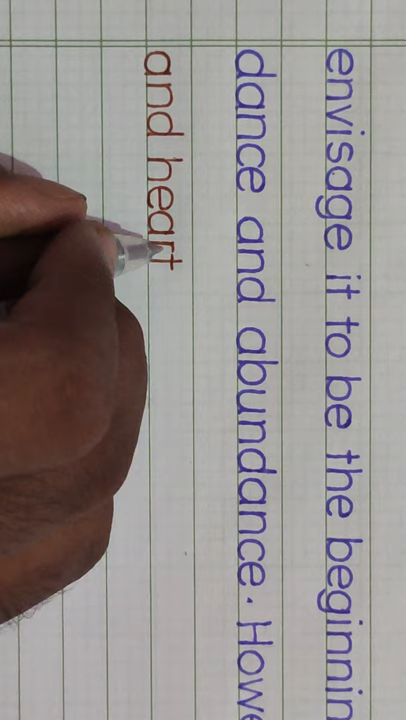 envisage it to be the beginnin
dance and abundance. Howe
and heart